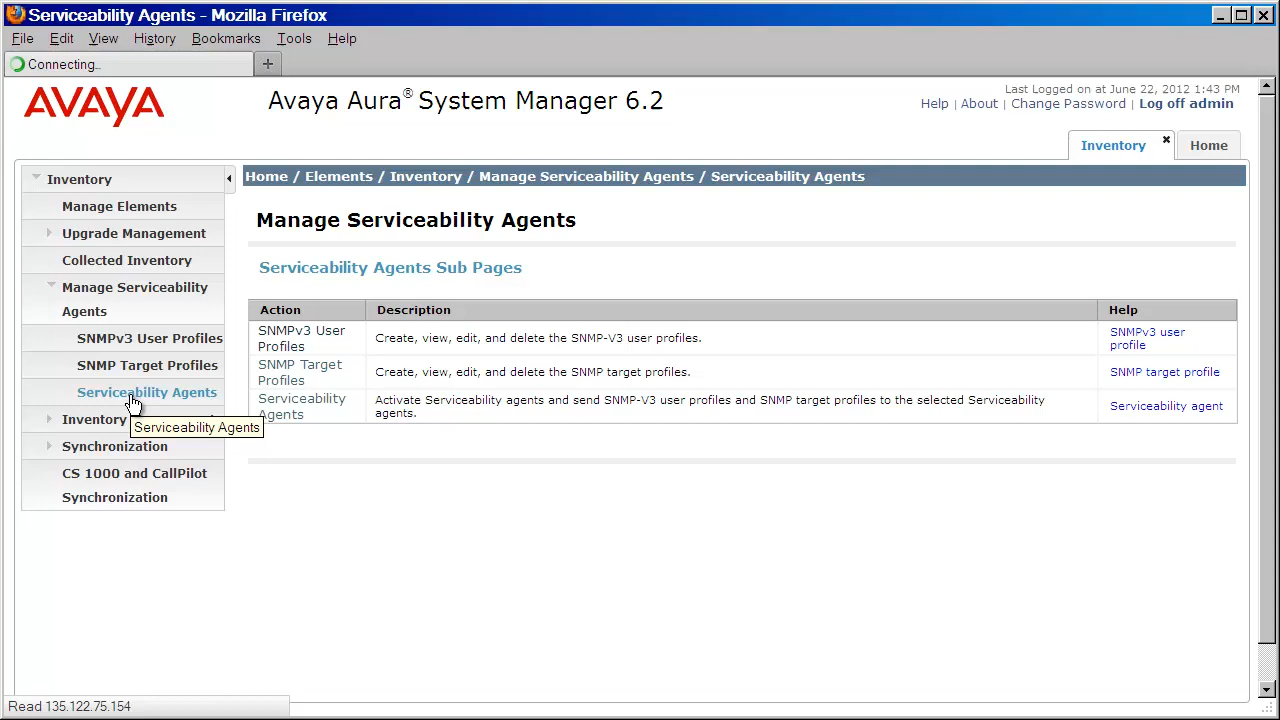 Serviceability Agents - Mozilla Firefox
File Edit View History Bookmarks Tools Help
Connecting...
AVAYA
Avaya Aura® System Manager 6.2
Last Logged on at June 22, 2012 1:43 PM
Help | About | Change Password | Log off admin
Inventory
Home
Inventory
Manage Elements
Upgrade Management
Collected Inventory
Manage Serviceability
Agents
SNMPv3 User Profiles
SNMP Target Profiles
Serviceability Agents
Inventory
Serviceability Agents
Synchronization
CS 1000 and CallPilot
Synchronization
Home / Elements / Inventory / Manage Serviceability Agents / Serviceability Agents
Manage Serviceability Agents
Serviceability Agents Sub Pages
Action Description Help
SNMPv3 User
Profiles
Create, view, edit, and delete the SNMP-V3 user profiles.
SNMPv3 user
profile
SNMP Target
Profiles
Create, view, edit, and delete the SNMP target profiles.
SNMP target profile
Serviceability
Agents
Activate Serviceability agents and send SNMP-V3 user profiles and SNMP target profiles to the selected Serviceability
agents.
Serviceability agent
Read 135.122.75.154